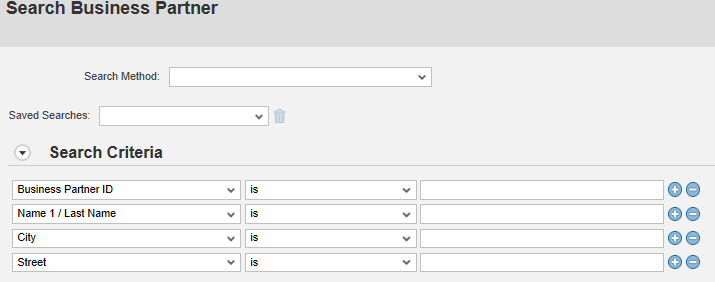 Search Business Partner
Search Method:
Saved Searches:
Search Criteria
Business Partner ID is
Name 1 / Last Name is
City is
Street is